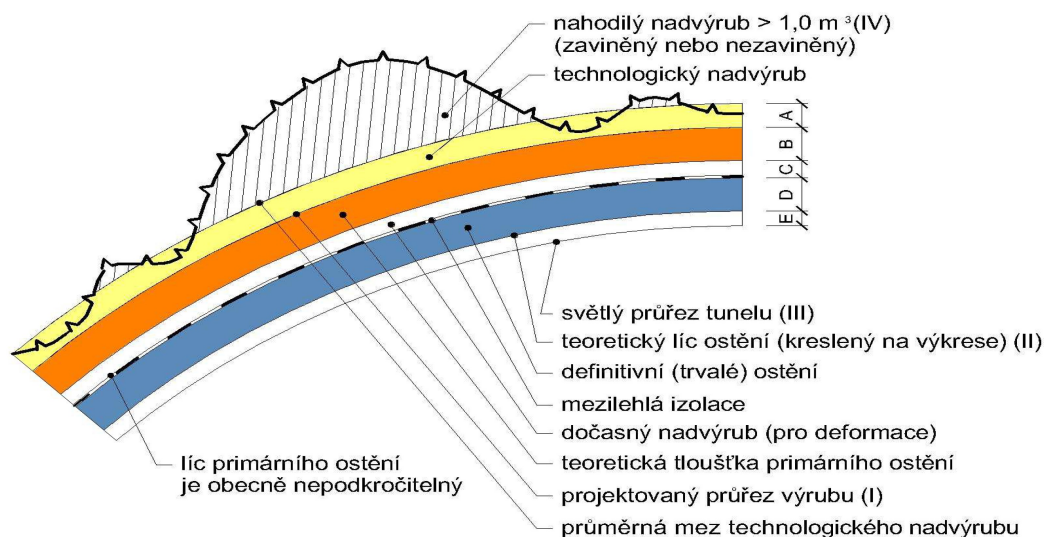 nahodilý nadvýrub > 1,0 m ³ (IV)
(zaviněný nebo nezaviněný)
technologický nadvýrub
A
B
C
D
E
světlý průřez tunelu (III)
teoretický líc ostění (kreslený na výkrese) (II)
definitivní (trvalé) ostění
mezilehlá izolace
dočasný nadvýrub (pro deformace)
teoretická tloušťka primárního ostění
projektovaný průřez výrubu (I)
průměrná mez technologického nadvýrubu
líc primárního ostění
je obecně nepodkročitelný